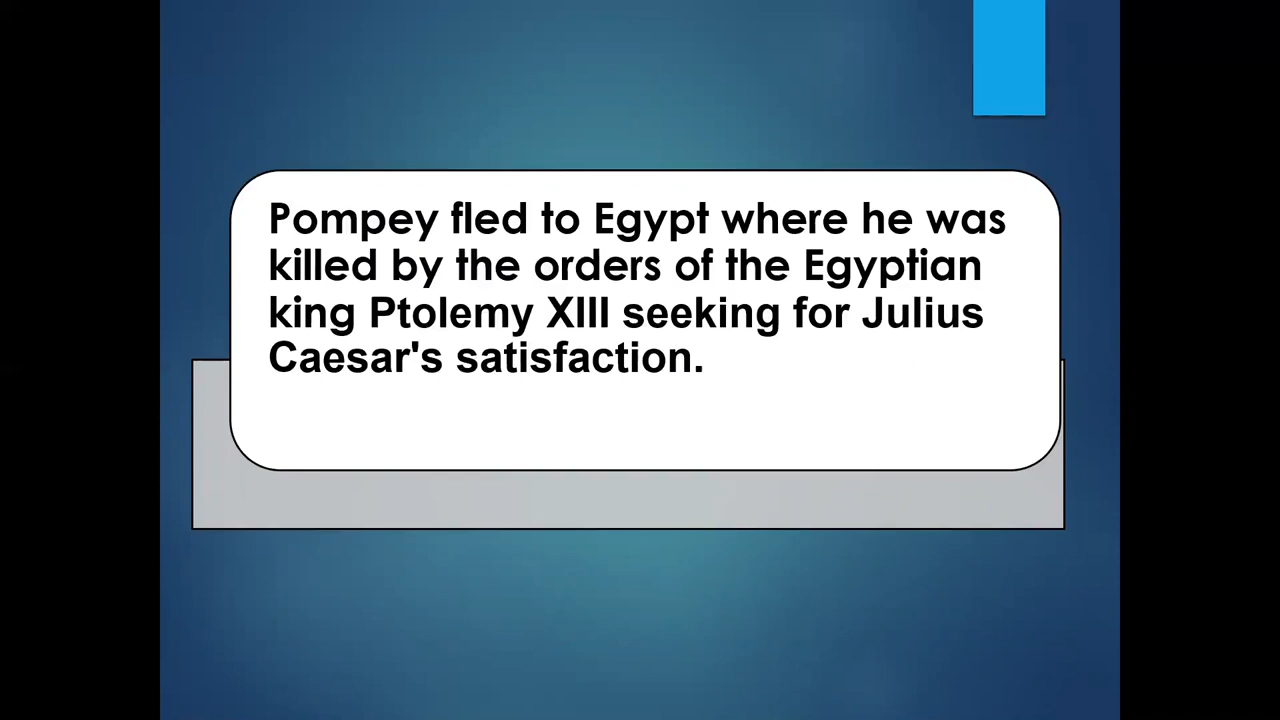 Pompey fled to Egypt where he was
killed by the orders of the Egyptian
king Ptolemy XIII seeking for Julius
Caesar's satisfaction.